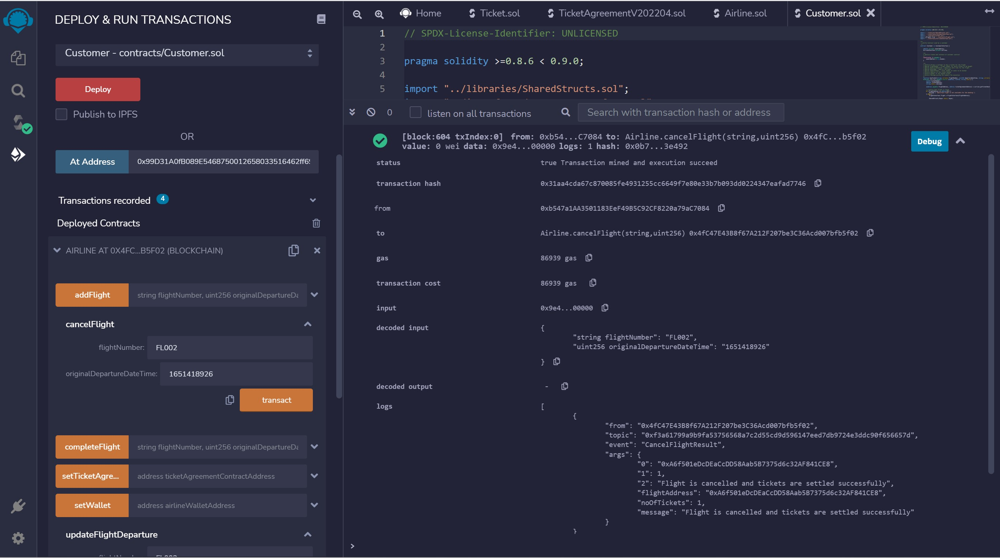 DEPLOY & RUN TRANSACTIONS
Customer - contracts/Customer.sol
Deploy
Publish to IPFS
OR
At Address 0x99D31A0fB089E5468750012658033516462ff6
Transactions recorded 4
Deployed Contracts
AIRLINE AT 0X4FC...B5F02 (BLOCKCHAIN)
addFlight string flightNumber, uint256 originalDepartureDa
cancelFlight
flightNumber: FL002
originalDepartureDateTime: 1651418926
transact
completeFlight string flightNumber, uint256 originalDepartureDa
setTicketAgre... address ticketAgreementContractAddress
setWallet address airlineWalletAddress
updateFlightDeparture
Home Ticket.sol TicketAgreementV202204.sol Airline.sol Customer.sol
1 // SPDX-License-Identifier: UNLICENSED
2
3 pragma solidity >=0.8.6 < 0.9.0;
4
5 import "../libraries/SharedStructs.sol";
0 listen on all transactions Search with transaction hash or address
[block:604 txIndex:0] from: 0xb54...C7084 to: Airline.cancelFlight(string,uint256) 0x4fC...b5f02
value: 0 wei data: 0x9e4...00000 logs: 1 hash: 0x0b7...3e492
Debug
status true Transaction mined and execution succeed
transaction hash 0x31aa4cda67c870085fe4931255cc6649f7e80e33b7b093dd0224347eafad7746
from 0xb547a1AA3501183EeF49B5C92CF8220a79aC7084
to Airline.cancelFlight(string,uint256) 0x4fC47E43B8f67A212F207be3C36Acd007bfb5f02
gas 86939 gas
transaction cost 86939 gas
input 0x9e4...00000
decoded input {
"string flightNumber": "FL002",
"uint256 originalDepartureDateTime": "1651418926"
}
decoded output -
logs [
{
"from": "0x4fC47E43B8f67A212F207be3C36Acd007bfb5f02",
"topic": "0xf3a61799a9b9fa53756568a7c2d55cd9d596147eed7db9724e3ddc90f656657d",
"event": "CancelFlightResult",
"args": {
"0": "0xA6f501eDcDEaCcDD58Aab5B7375d6c32AF841CE8",
"1": 1,
"2": "Flight is cancelled and tickets are settled successfully",
"flightAddress": "0xA6f501eDcDEaCcDD58Aab5B7375d6c32AF841CE8",
"noOfTickets": 1,
"message": "Flight is cancelled and tickets are settled successfully"
}
}
>